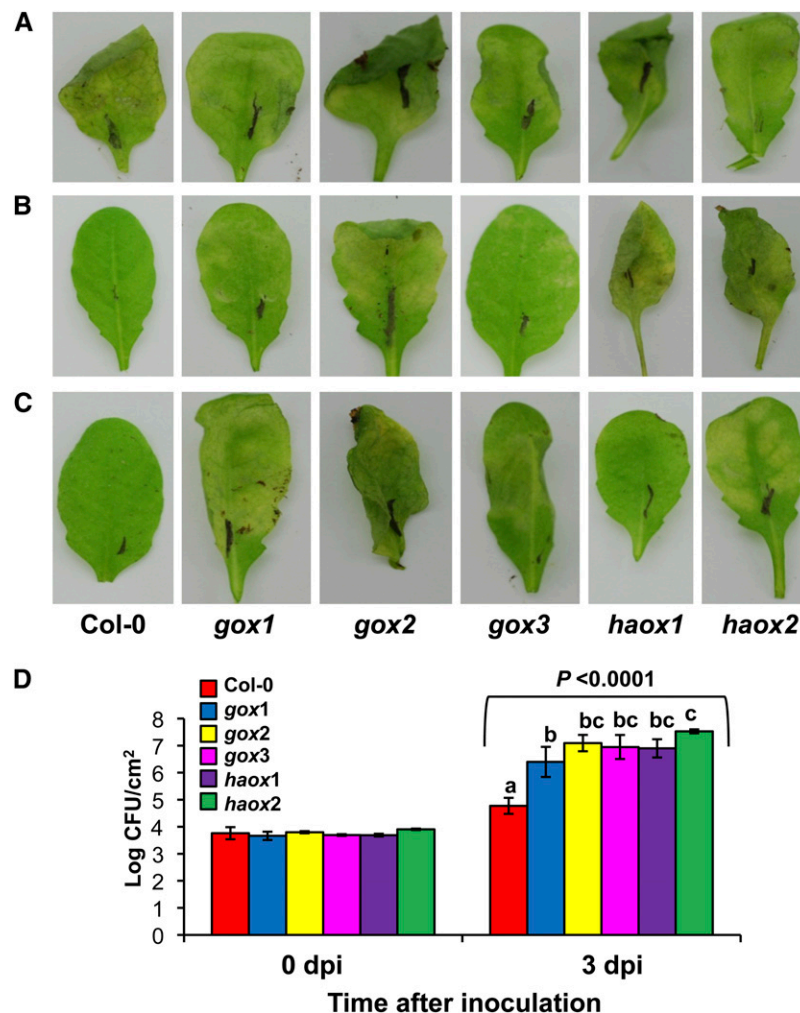 A
B
C
Col-0 gox1 gox2 gox3 haox1 haox2
D
P <0.0001
Col-0
gox1
gox2
gox3
haox1
haox2
Log CFU/cm²
8
7
6
5
4
3
2
1
0
a b bc bc bc c
0 dpi 3 dpi
Time after inoculation